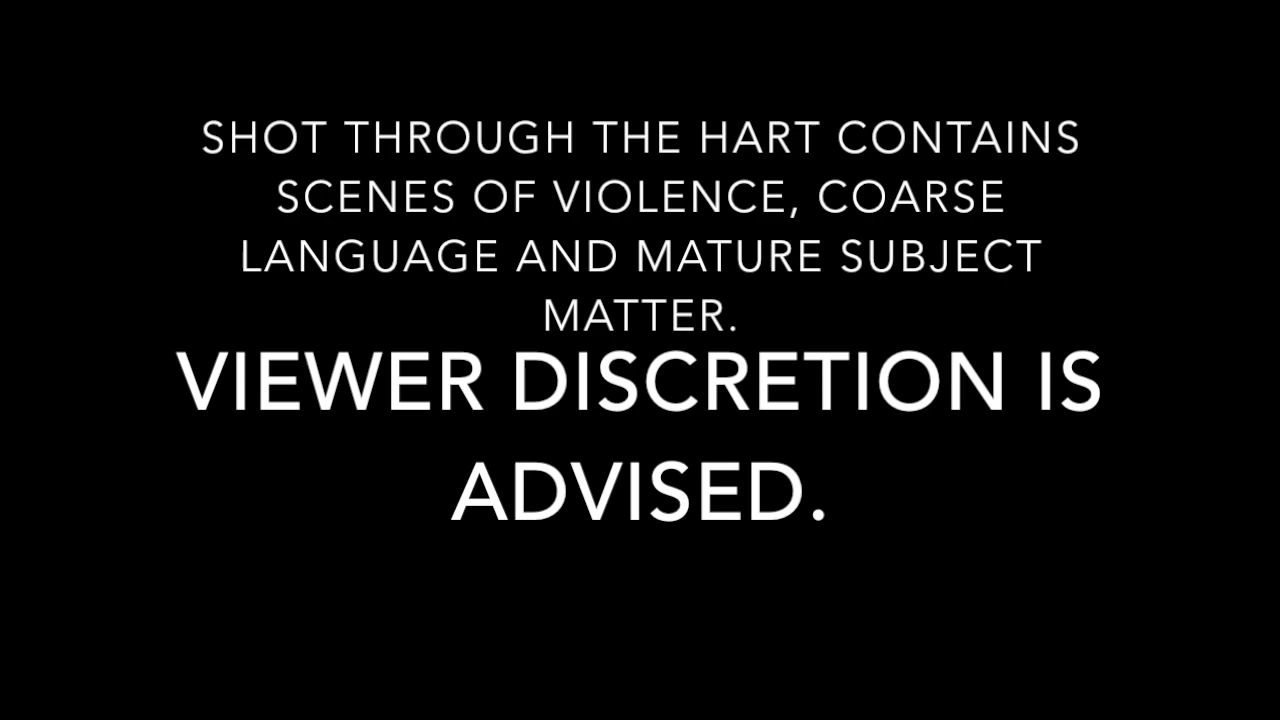 SHOT THROUGH THE HART CONTAINS
SCENES OF VIOLENCE, COARSE
LANGUAGE AND MATURE SUBJECT
MATTER.
VIEWER DISCRETION IS
ADVISED.